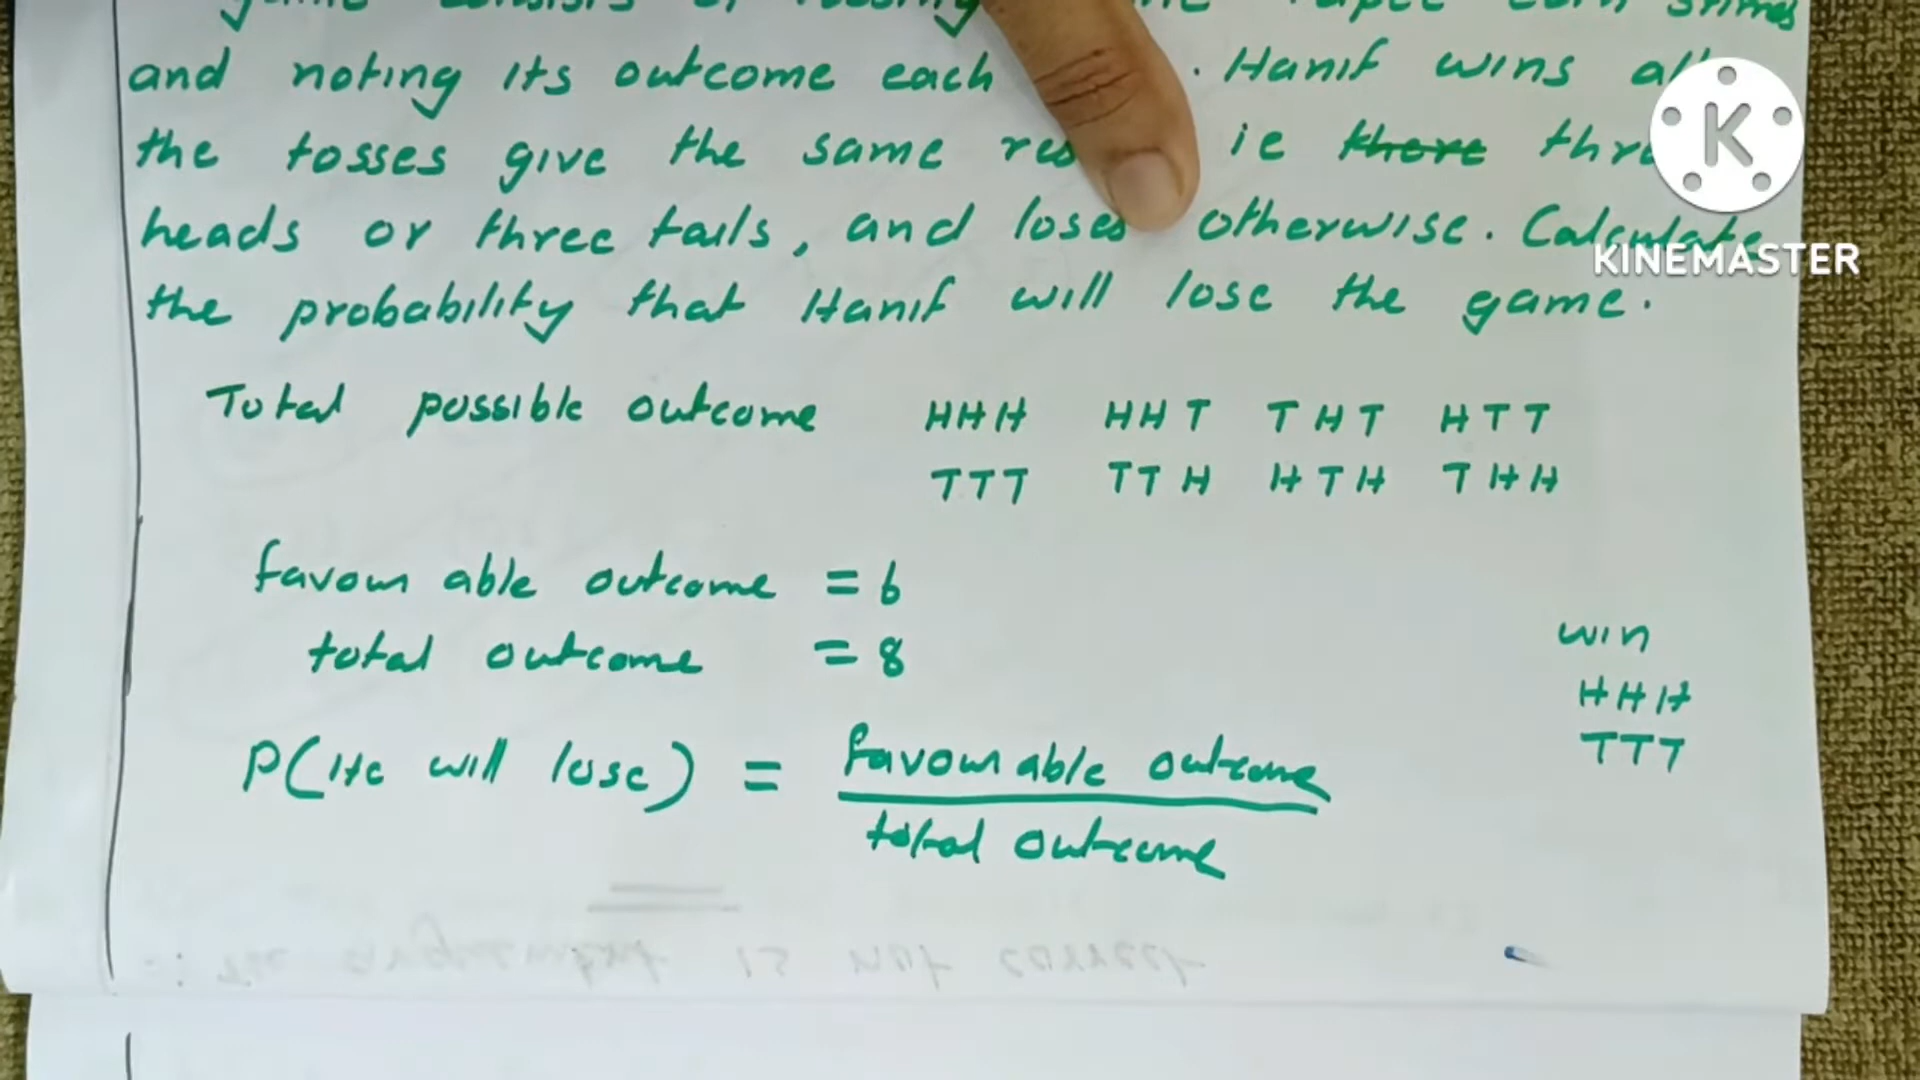 and noting its outcome each . Hanif wins
the tosses give the same ie there
heads or three tails, and loses otherwise. Calculate
the probability that Hanif will lose the game.
Total possible outcome HHH HHT THT HTT
TTT TTH HTH THH
favourable outcome = 6
total outcome = 8
win
HHH
TTT
P(He will lose) = favourable outcome
total outcome
K
KINEMASTER